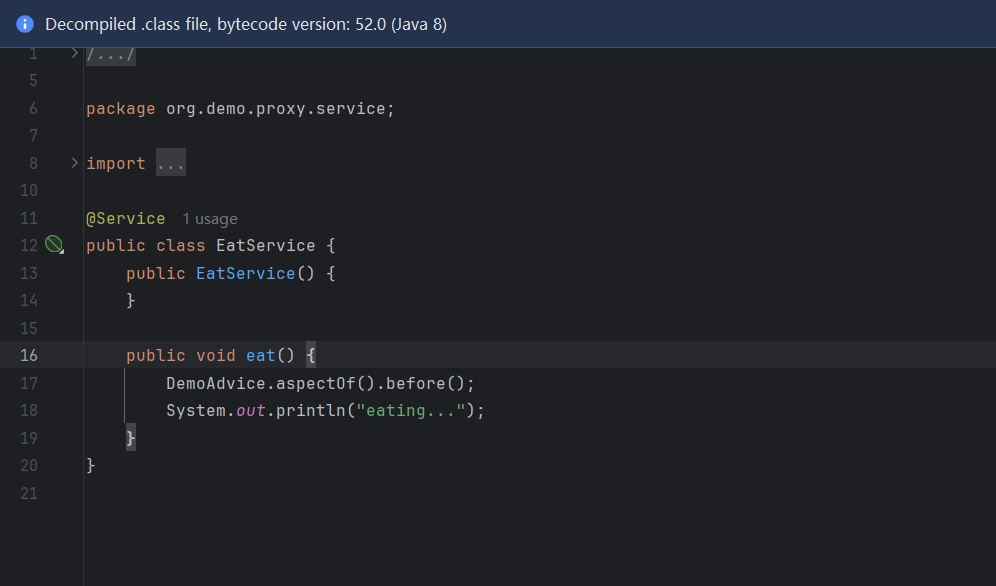 Decompiled .class file, bytecode version: 52.0 (Java 8)
1 /.../
5
6 package org.demo.proxy.service;
7
8 import ...
10
11 @Service 1 usage
12 public class EatService {
13 public EatService() {
14 }
15
16 public void eat() {
17 DemoAdvice.aspectOf().before();
18 System.out.println("eating...");
19 }
20 }
21